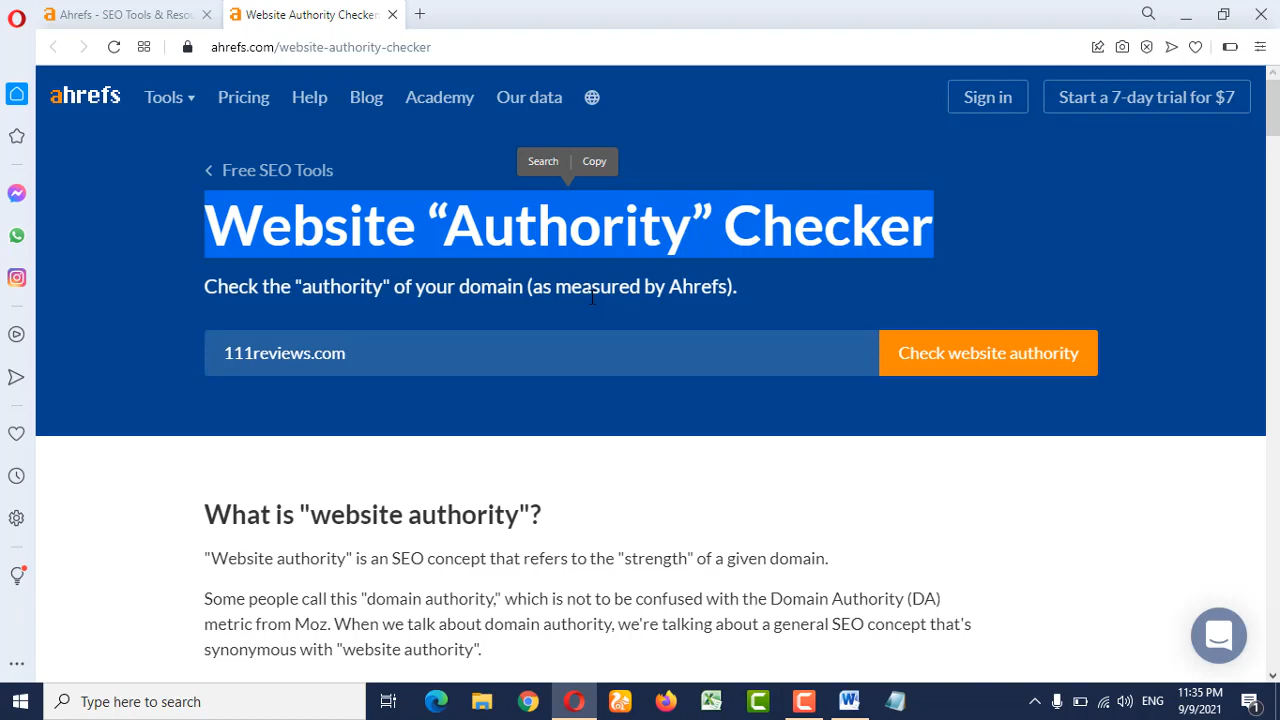 Ahrefs - SEO Tools & Resou
Website Authority Checker
ahrefs.com/website-authority-checker
ahrefs
Tools
Pricing
Help
Blog
Academy
Our data
Sign in
Start a 7-day trial for $7
Search
Copy
Free SEO Tools
Website “Authority” Checker
Check the "authority" of your domain (as measured by Ahrefs).
111reviews.com
Check website authority
What is "website authority"?
"Website authority" is an SEO concept that refers to the "strength" of a given domain.
Some people call this "domain authority," which is not to be confused with the Domain Authority (DA)
metric from Moz. When we talk about domain authority, we're talking about a general SEO concept that's
synonymous with "website authority".
Type here to search
ENG
11:35 PM
9/9/2021
1